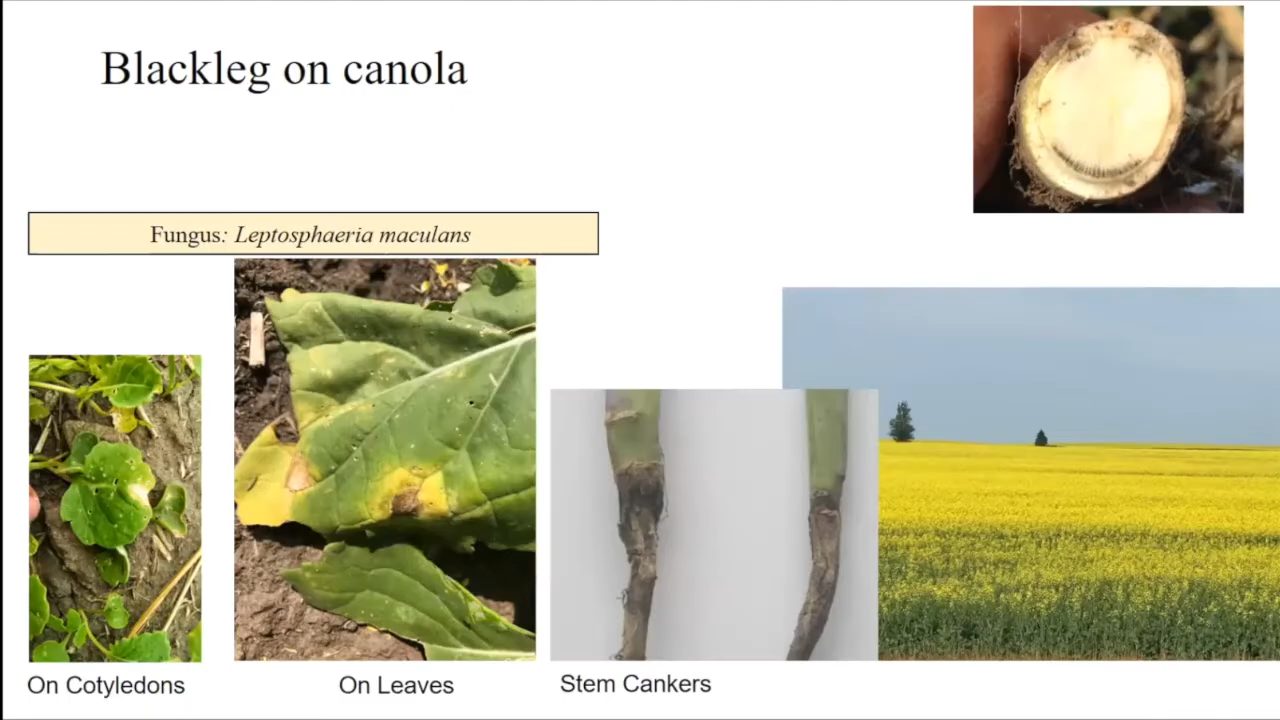 Blackleg on canola
Fungus: Leptosphaeria maculans
On Cotyledons
On Leaves
Stem Cankers